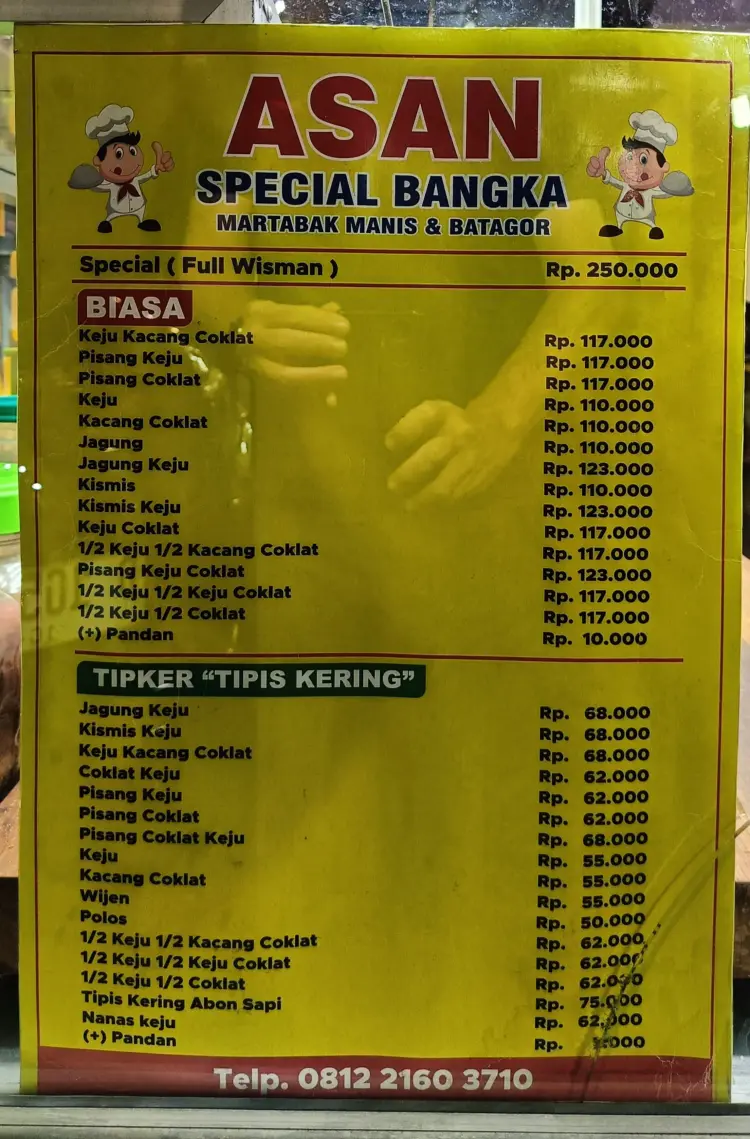 ASAN
SPECIAL BANGKA
MARTABAK MANIS & BATAGOR
Special ( Full Wisman ) Rp. 250.000
BIASA
Keju Kacang Coklat Rp. 117.000
Pisang Keju Rp. 117.000
Pisang Coklat Rp. 117.000
Keju Rp. 110.000
Kacang Coklat Rp. 110.000
Jagung Rp. 110.000
Jagung Keju Rp. 123.000
Kismis Rp. 110.000
Kismis Keju Rp. 123.000
Keju Coklat Rp. 117.000
1/2 Keju 1/2 Kacang Coklat Rp. 117.000
Pisang Keju Coklat Rp. 123.000
1/2 Keju 1/2 Keju Coklat Rp. 117.000
1/2 Keju 1/2 Coklat Rp. 117.000
(+) Pandan Rp. 10.000
TIPKER “TIPIS KERING”
Jagung Keju Rp. 68.000
Kismis Keju Rp. 68.000
Keju Kacang Coklat Rp. 68.000
Coklat Keju Rp. 62.000
Pisang Keju Rp. 62.000
Pisang Coklat Rp. 62.000
Pisang Coklat Keju Rp. 68.000
Keju Rp. 55.000
Kacang Coklat Rp. 55.000
Wijen Rp. 55.000
Polos Rp. 50.000
1/2 Keju 1/2 Kacang Coklat Rp. 62.000
1/2 Keju 1/2 Keju Coklat Rp. 62.000
1/2 Keju 1/2 Coklat Rp. 62.000
Tipis Kering Abon Sapi Rp. 75.000
Nanas keju Rp. 62.000
(+) Pandan Rp.
Telp. 0812 2160 3710